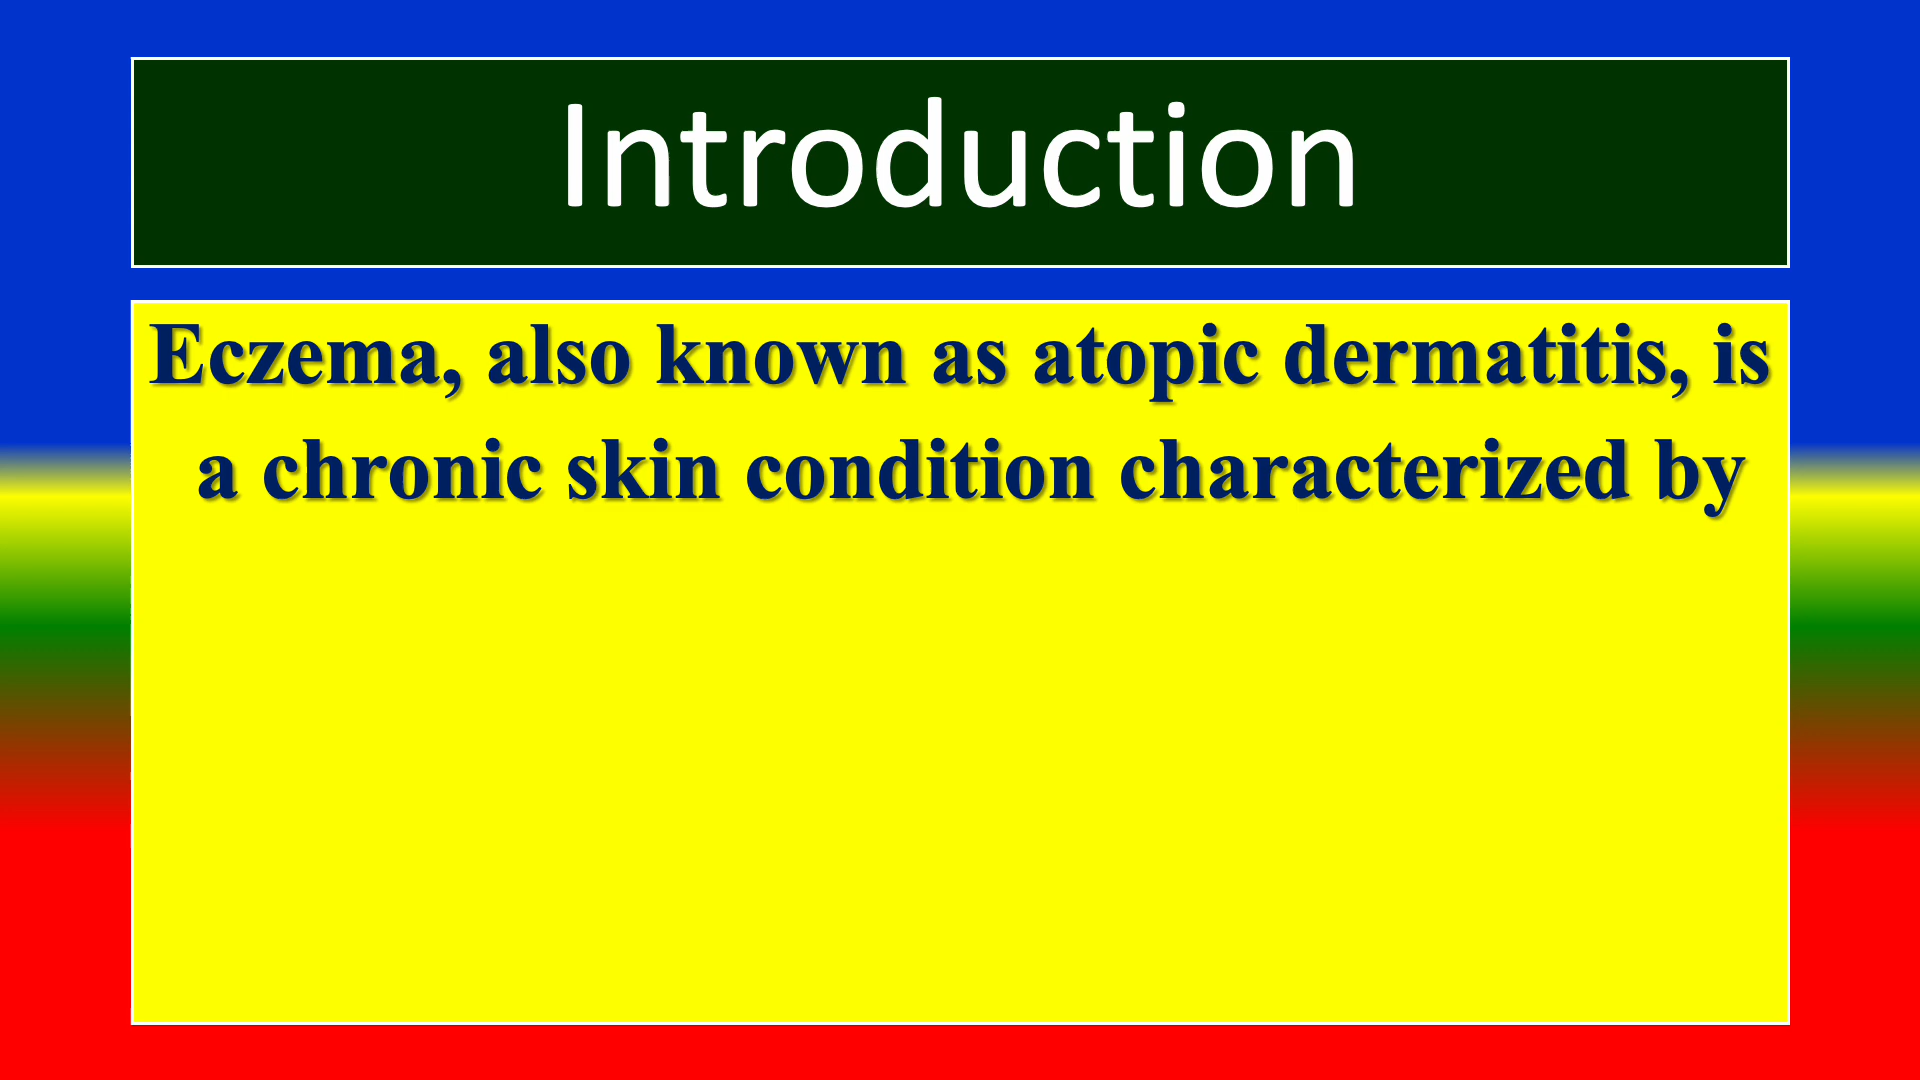 Introduction
Eczema, also known as atopic dermatitis, is
a chronic skin condition characterized by